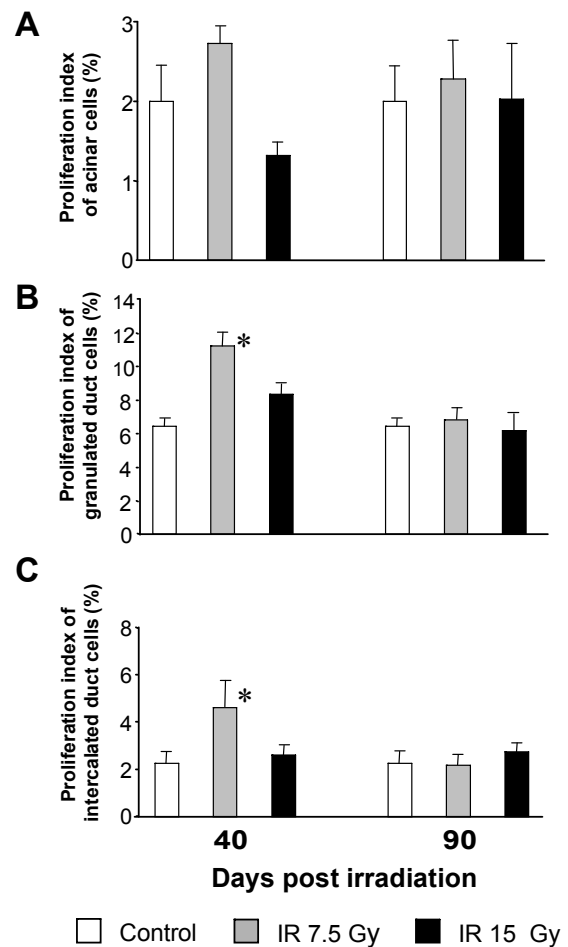 A
Proliferation index
of acinar cells (%)
3
2
1
0
B
Proliferation index of
granulated duct cells (%)
14
12
10
8
6
4
2
0
*
C
Proliferation index of
intercalated duct cells (%)
8
6
4
2
0
*
40 90
Days post irradiation
Control IR 7.5 Gy IR 15 Gy